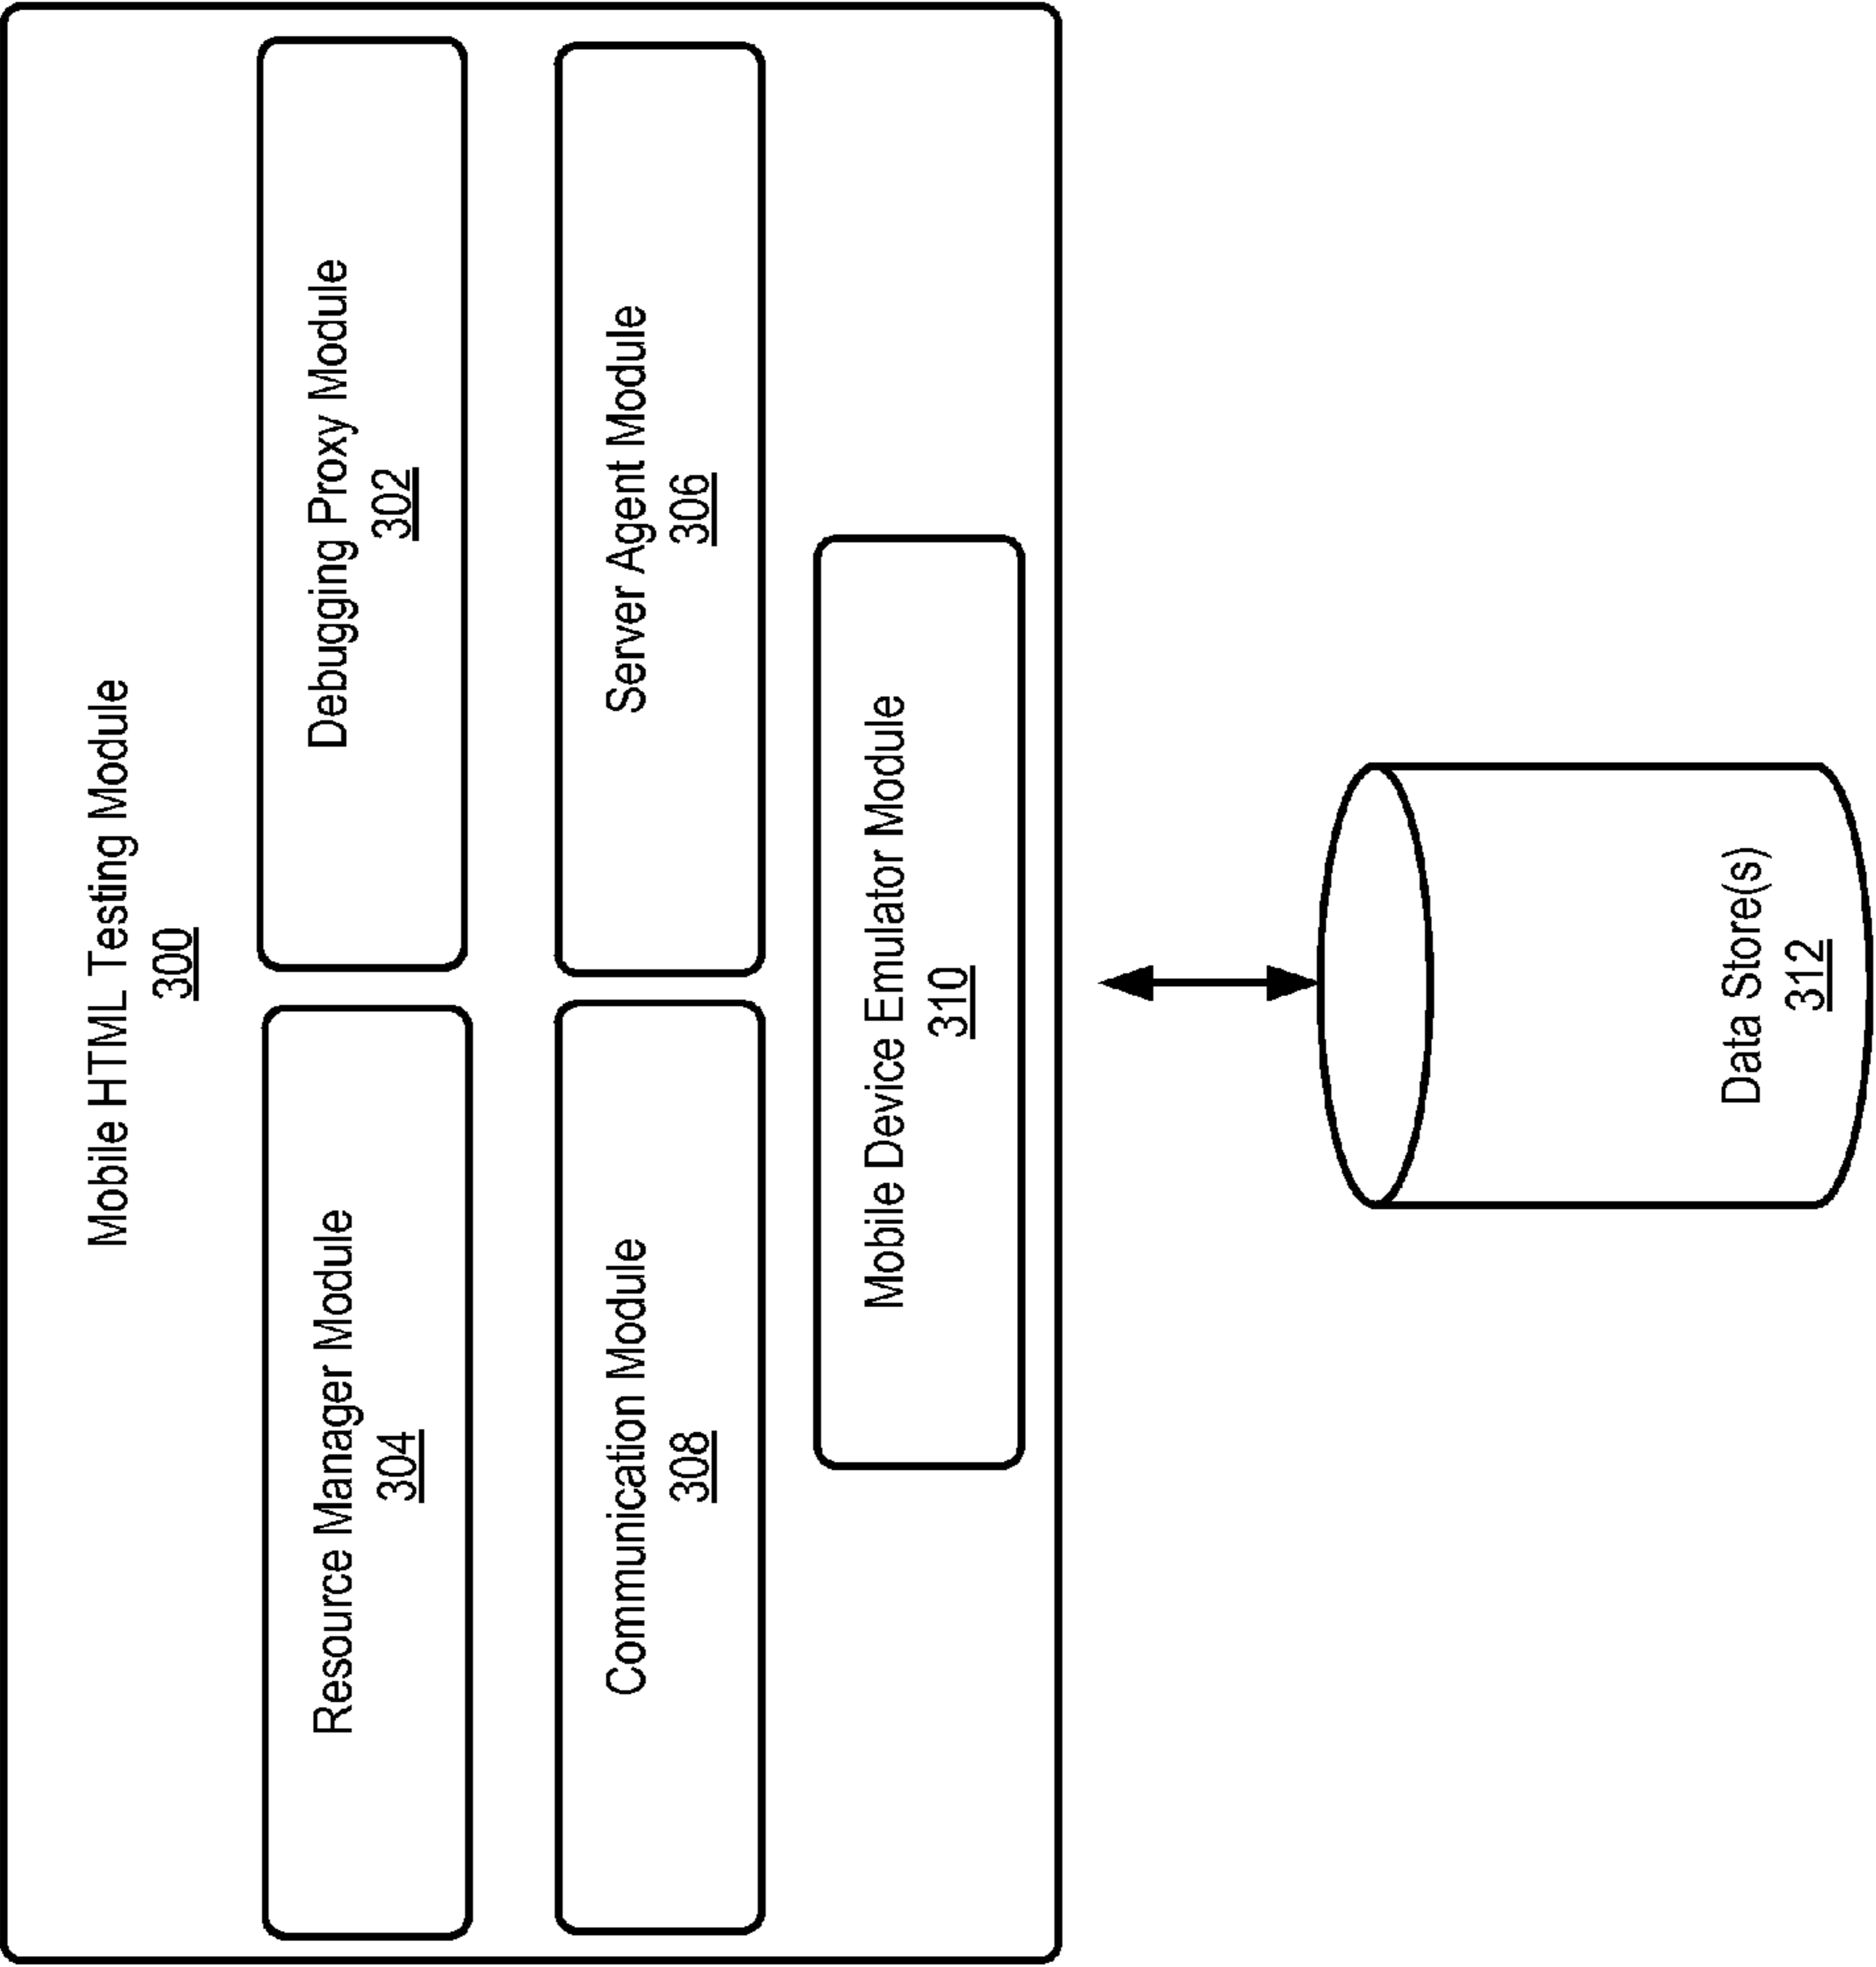 Mobile HTML Testing Module
300
Resource Manager Module
304
Debugging Proxy Module
302
Communication Module
308
Server Agent Module
306
Mobile Device Emulator Module
310
Data Store(s)
312